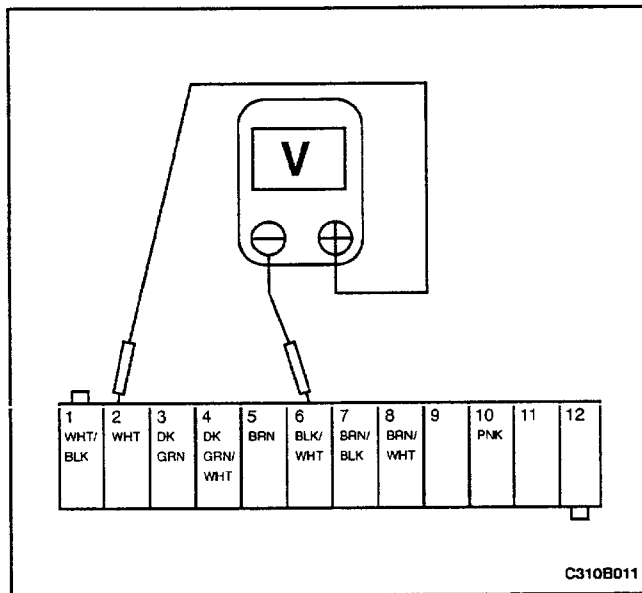 V
1 2 3 4 5 6 7 8 9 10 11 12
WHT/ WHT DK DK BRN BLK/ BRN/ BRN/ PNK
BLK GRN GRN/ WHT BLK WHT
WHT
C310B011